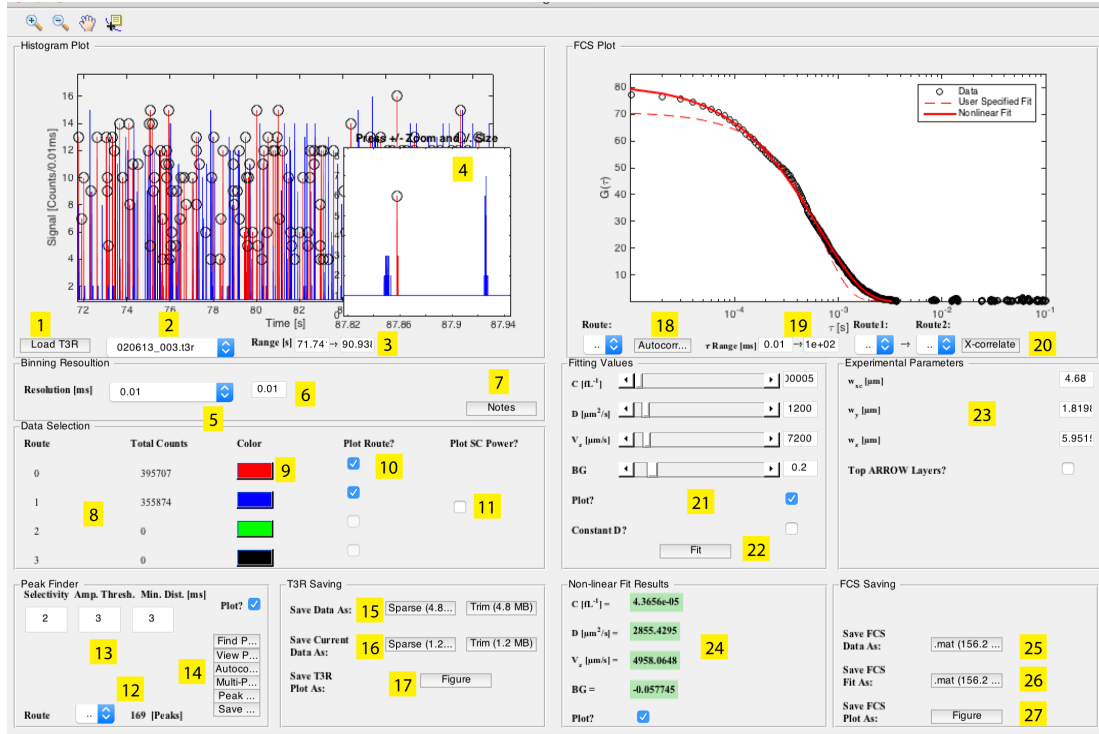 Histogram Plot
16
14
12
10
8
6
4
2
Signal [Counts/0.01ms]
72
74
76
78
80
82
Time [s]
Press +/- Zoom and ,/. Size
4
87.82
87.86
87.9
87.94
1
Load T3R
2
020613_003.t3r
Range [s]
71.74
→
90.938
3
FCS Plot
80
70
60
50
40
30
20
10
G(τ)
Data
User Specified Fit
Nonlinear Fit
10-4
10-3
10-2
10-1
τ [s]
Route:
..
18
Autocorr...
19
τ Range [ms]
0.01
→
1e+02
Route1:
..
→
Route2:
..
X-correlate
20
Binning Resoultion
Resolution [ms]
0.01
5
0.01
6
7
Notes
Data Selection
Route Total Counts Color Plot Route? Plot SC Power?
0 395707 9 10
1 355874 11
8
2 0
3 0
Fitting Values
C [fL-1] 00005
D [µm2/s] 1200
Vx [µm/s] 7200
BG 0.2
Plot? 21
Constant D?
Fit 22
Experimental Parameters
wxc [µm] 4.68
wy [µm] 1.8198
23
wz [µm] 5.9515
Top ARROW Layers?
Peak Finder
Selectivity Amp. Thresh. Min. Dist. [ms]
Plot?
2 3 3
13
Find P...
View P...
Autoco...
Multi-P...
Peak ...
Save ...
14
12
Route .. 169 [Peaks]
T3R Saving
Save Data As: 15 Sparse (4.8... Trim (4.8 MB)
Save Current
Data As:
16 Sparse (1.2... Trim (1.2 MB)
Save T3R
Plot As:
17 Figure
Non-linear Fit Results
C [fL-1] = 4.3656e-05
D [µm2/s] = 2855.4295
24
Vx [µm/s] = 4958.0648
BG = -0.057745
Plot?
FCS Saving
Save FCS
Data As:
.mat (156.2 ... 25
Save FCS
Fit As:
.mat (156.2 ... 26
Save FCS
Plot As:
Figure 27